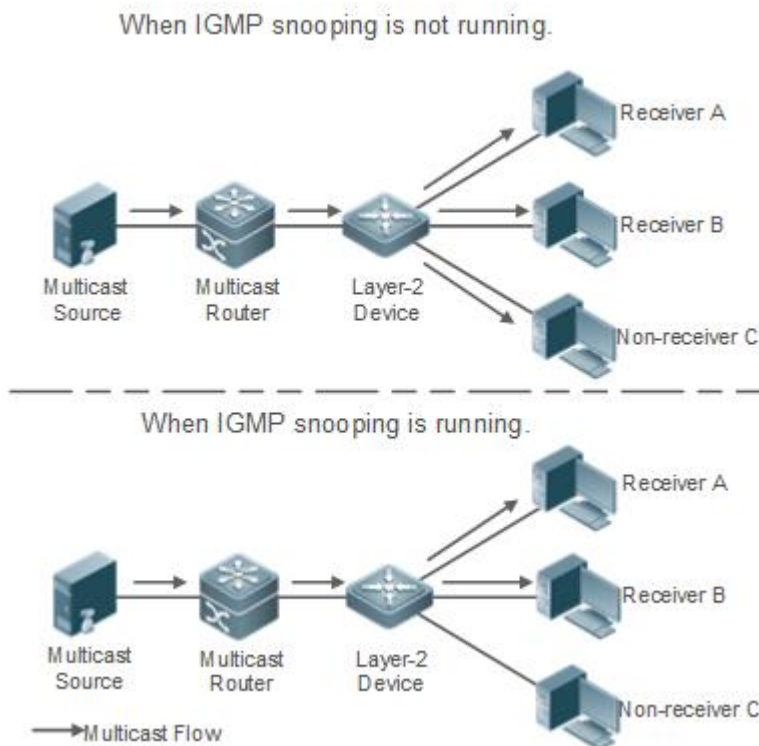 When IGMP snooping is not running.
Receiver A
Receiver B
Multicast
Source
Multicast
Router
Layer-2
Device
Non-receiver C
When IGMP snooping is running.
Receiver A
Receiver B
Multicast
Source
Multicast
Router
Layer-2
Device
Non-receiver C
Multicast Flow